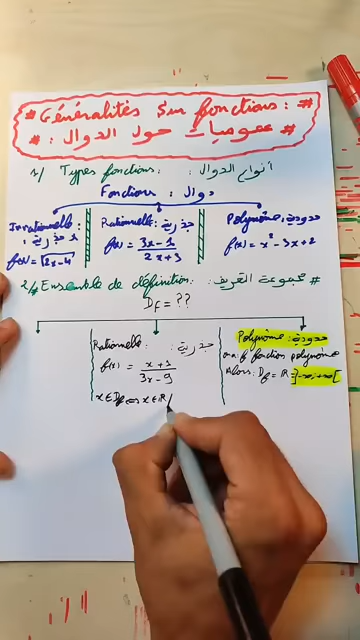 # Généralités sur fonctions: #
# عموميات حول الدوال: #
1/ Types fonctions: أنواع الدوال:
Fonctions دوال:
Irrationnelle: جذرية:
f(x) = √2x-4
Rationnelle: جذرية:
f(x) = 3x-1 / 2x+3
Polynôme: حدودية:
f(x) = x² - 3x + 2
2/ Ensemble de définition: مجموعة التعريف: #
Df = ??
Rationnelle: جذرية:
f(x) = x+1 / 3x-9
x ∈ Df ⇔ x ∈ ℝ /
Polynôme: حدودية:
on a f fonction polynôme
Alors: Df = ℝ = ]-∞;+∞[